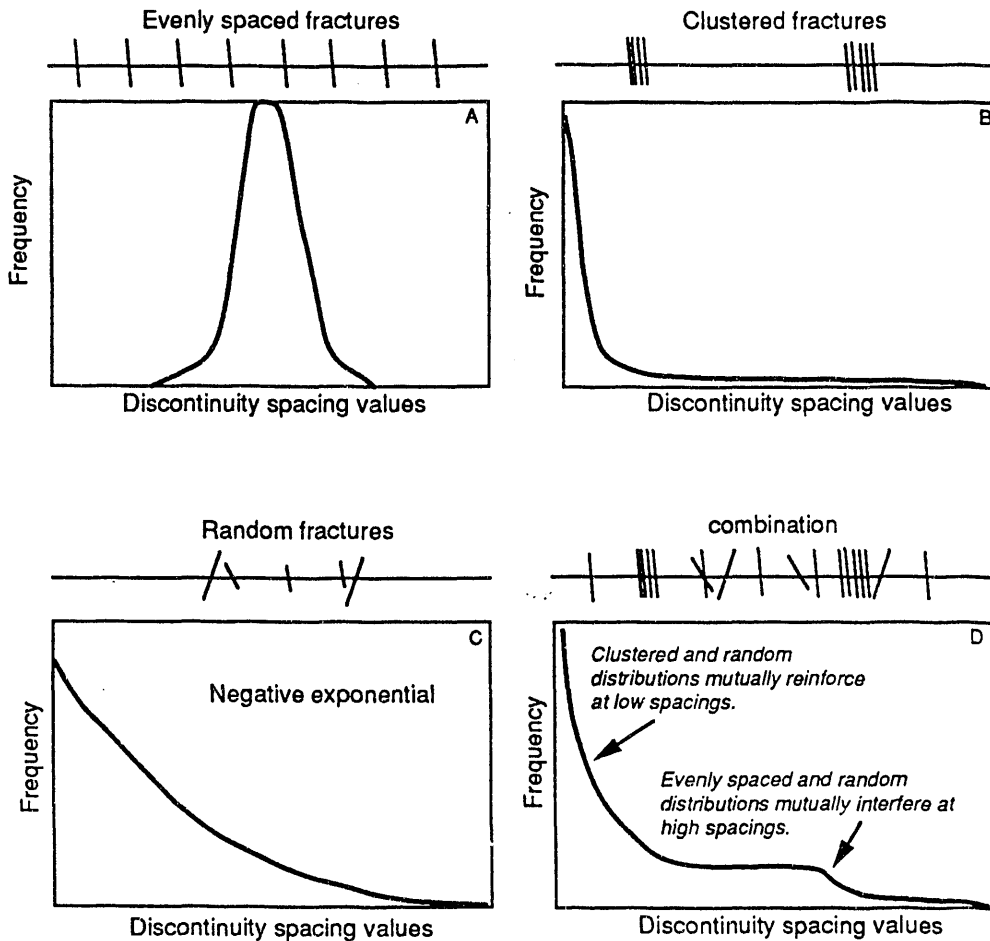 Evenly spaced fractures
A
Frequency
Discontinuity spacing values
Clustered fractures
B
Frequency
Discontinuity spacing values
Random fractures
C
Negative exponential
Frequency
Discontinuity spacing values
combination
D
Clustered and random
distributions mutually reinforce
at low spacings.
Evenly spaced and random
distributions mutually interfere at
high spacings.
Frequency
Discontinuity spacing values